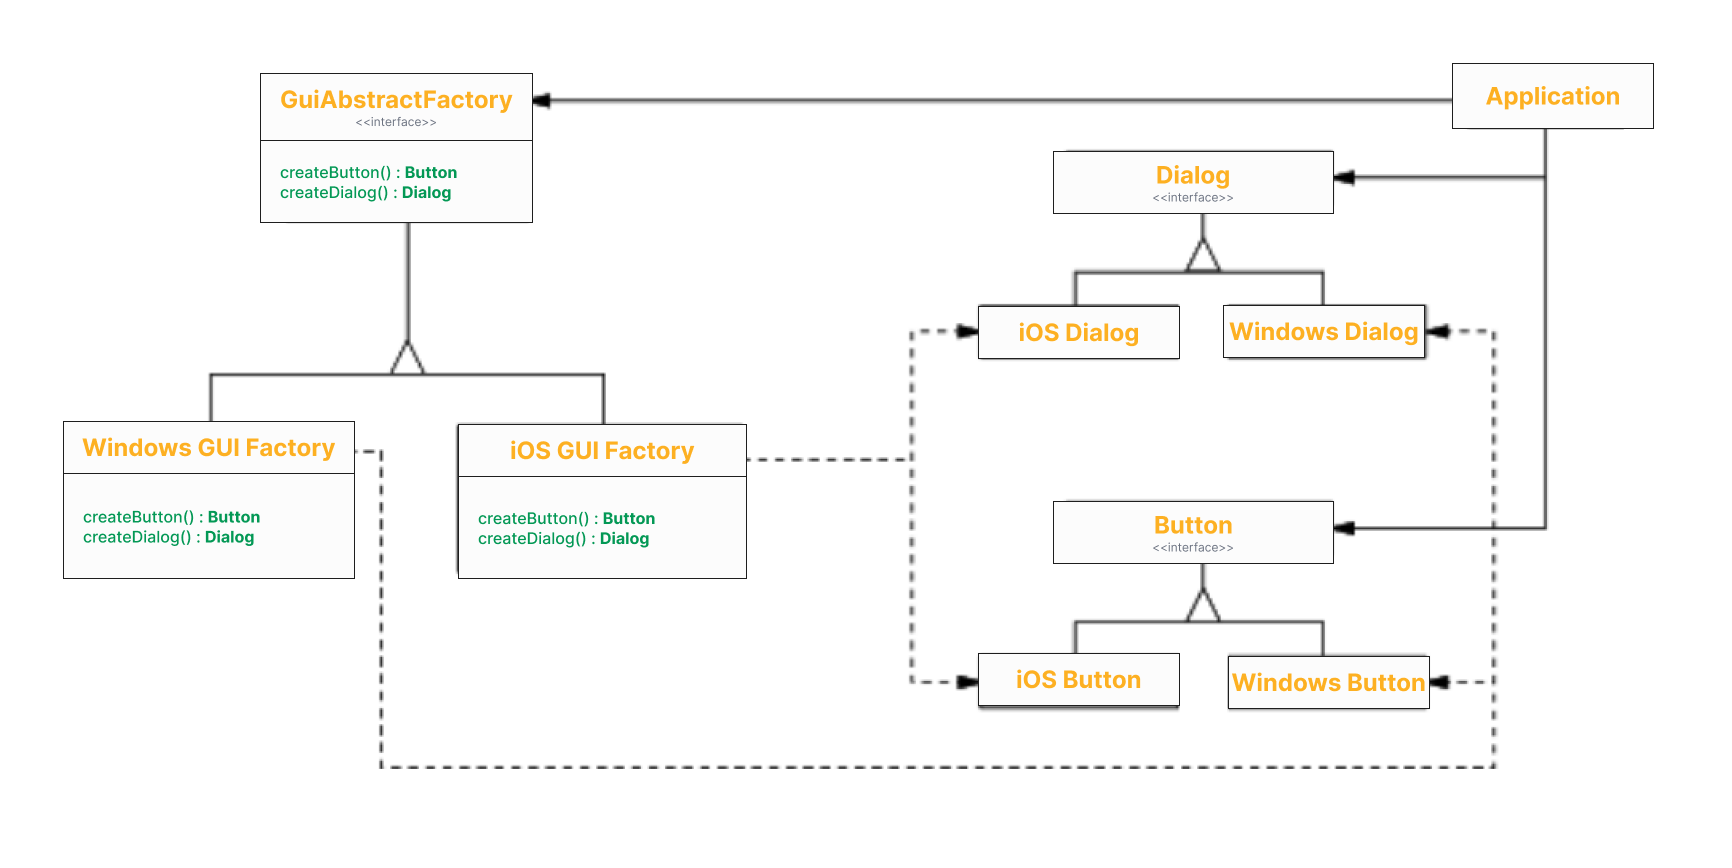 GuiAbstractFactory
<<interface>>
createButton() : Button
createDialog() : Dialog
Application
Dialog
<<interface>>
iOS Dialog
Windows Dialog
Windows GUI Factory
createButton() : Button
createDialog() : Dialog
iOS GUI Factory
createButton() : Button
createDialog() : Dialog
Button
<<interface>>
iOS Button
Windows Button